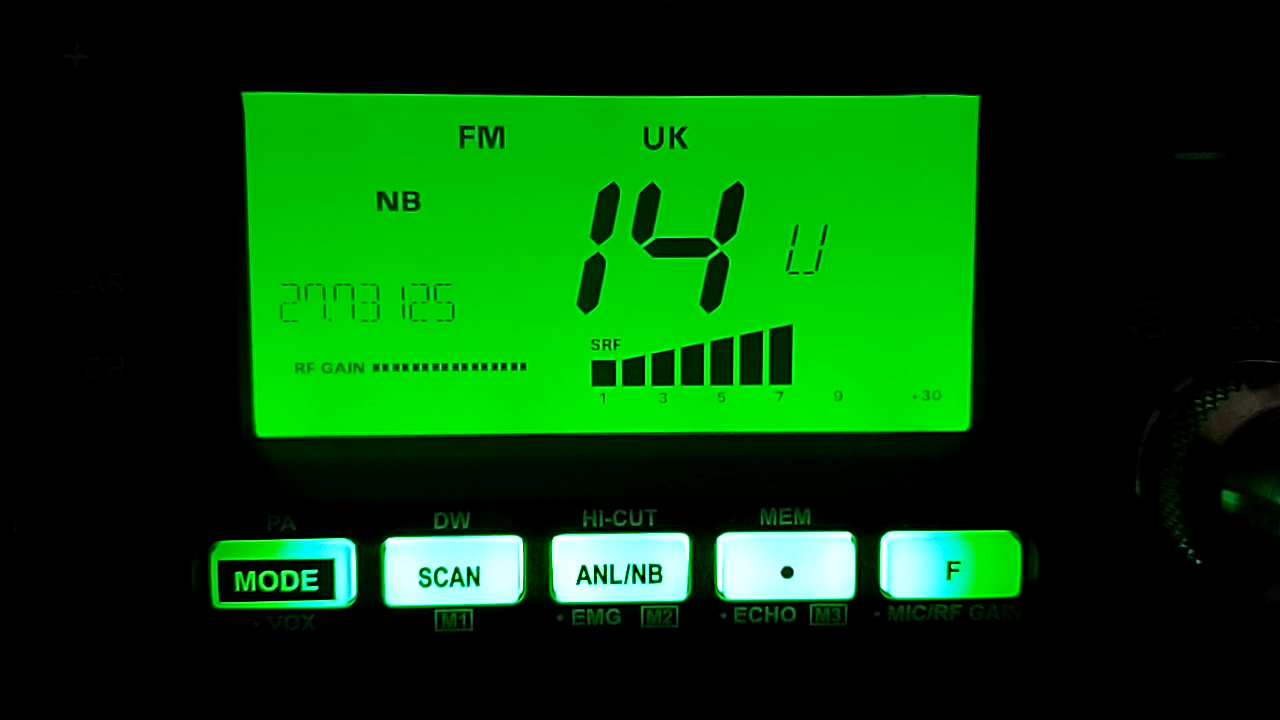 FM UK
NB
14 U
27.73125
SRF
RF GAIN
1 3 5 7 9 +30
PA DW HI-CUT MEM
MODE SCAN ANL/NB • F
• VOX M1 • EMG M2 • ECHO M3 • MIC/RF GAIN
CH